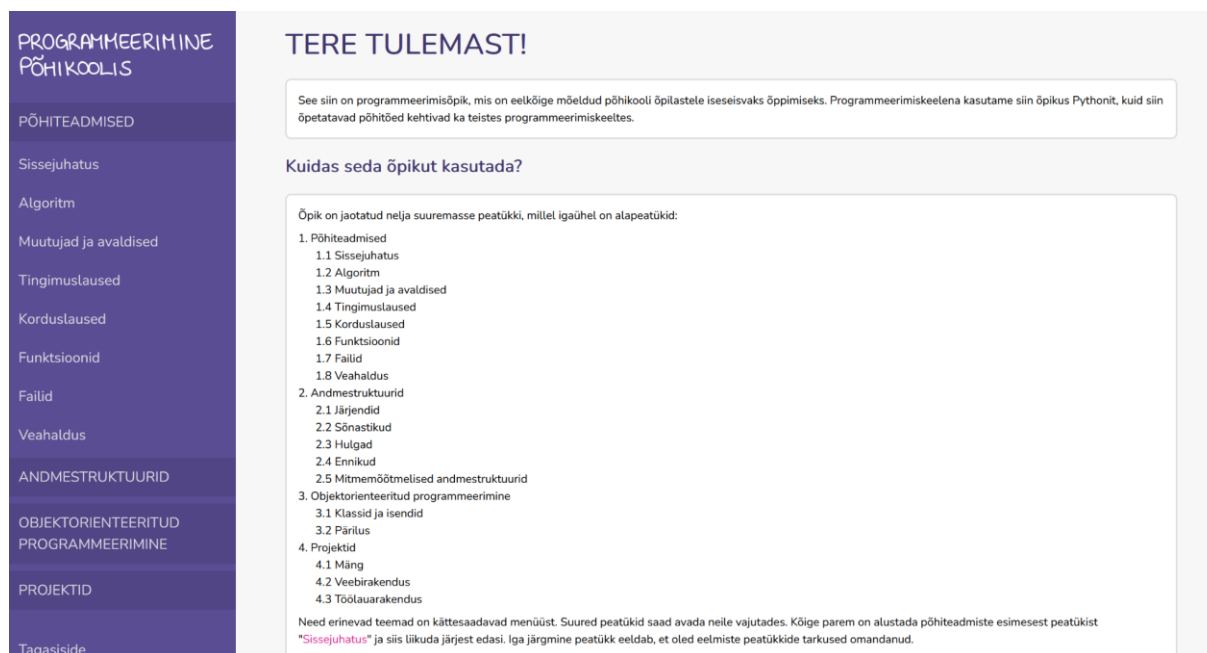 PROGRAMMEERIMINE
PÕHIKOOLIS
PÕHITEADMISED
Sissejuhatus
Algoritm
Muutujad ja avaldised
Tingimuslaused
Korduslaused
Funktsioonid
Failid
Veahaldus
ANDMESTRUKTUURID
OBJEKTORIENTEERITUD
PROGRAMMEERIMINE
PROJEKTID
Tagasiside
TERE TULEMAST!
See siin on programmeerimisõpik, mis on eelkõige mõeldud põhikooli õpilastele iseseisvaks õppimiseks. Programmeerimiskeelena kasutame siin õpikus Pythonit, kuid siin
õpetatavad põhitõed kehtivad ka teistes programmeerimiskeeltes.
Kuidas seda õpikut kasutada?
Õpik on jaotatud nelja suuremasse peatükki, millel igaühel on alapeatükid:
1. Põhiteadmised
1.1 Sissejuhatus
1.2 Algoritm
1.3 Muutujad ja avaldised
1.4 Tingimuslaused
1.5 Korduslaused
1.6 Funktsioonid
1.7 Failid
1.8 Veahaldus
2. Andmestruktuurid
2.1 Järjendid
2.2 Sõnastikud
2.3 Hulgad
2.4 Ennikud
2.5 Mitmemõõtmelised andmestruktuurid
3. Objektorienteeritud programmeerimine
3.1 Klassid ja isendid
3.2 Pärilus
4. Projektid
4.1 Mäng
4.2 Veebirakendus
4.3 Töölauarakendus
Need erinevad teemad on kättesaadavad menüüst. Suured peatükid saad avada neile vajutades. Kõige parem on alustada põhiteadmiste esimesest peatükist
"Sissejuhatus" ja siis liikuda järjest edasi. Iga järgmine peatükk eeldab, et oled eelmiste peatükkide tarkused omandanud.